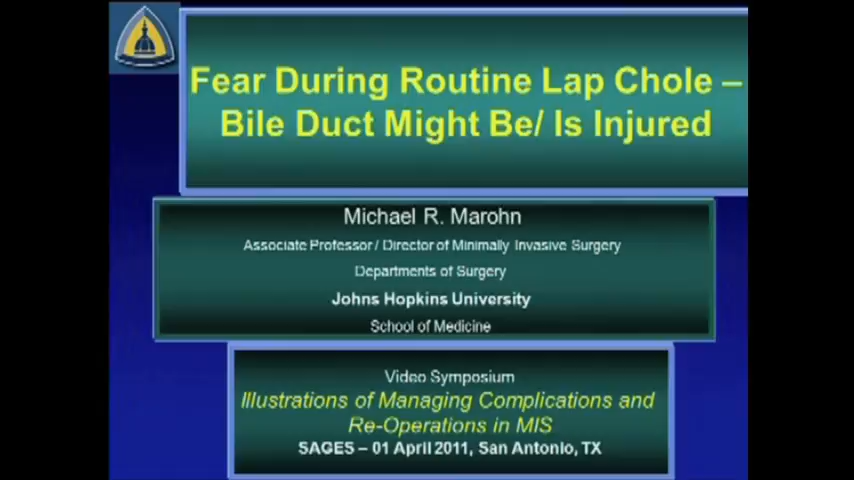 Fear During Routine Lap Chole –
Bile Duct Might Be/ Is Injured
Michael R. Marohn
Associate Professor / Director of Minimally Invasive Surgery
Departments of Surgery
Johns Hopkins University
School of Medicine
Video Symposium
Illustrations of Managing Complications and
Re-Operations in MIS
SAGES – 01 April 2011, San Antonio, TX